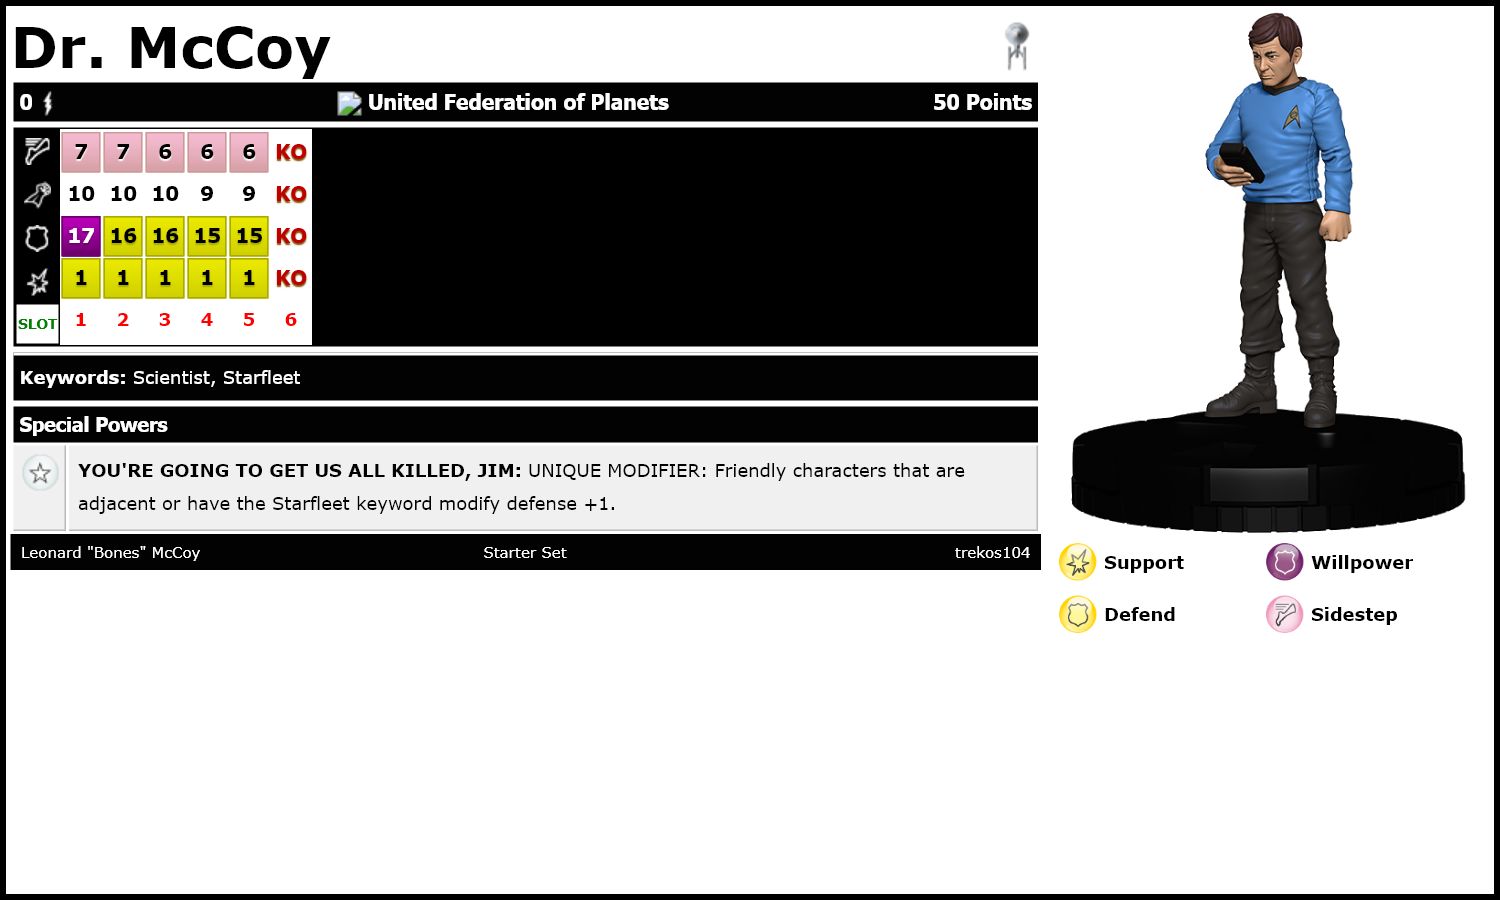 Dr. McCoy
0 United Federation of Planets 50 Points
7 7 6 6 6 KO
10 10 10 9 9 KO
17 16 16 15 15 KO
1 1 1 1 1 KO
SLOT 1 2 3 4 5 6
Keywords: Scientist, Starfleet
Special Powers
YOU'RE GOING TO GET US ALL KILLED, JIM: UNIQUE MODIFIER: Friendly characters that are
adjacent or have the Starfleet keyword modify defense +1.
Leonard "Bones" McCoy Starter Set trekos104
Support Willpower
Defend Sidestep